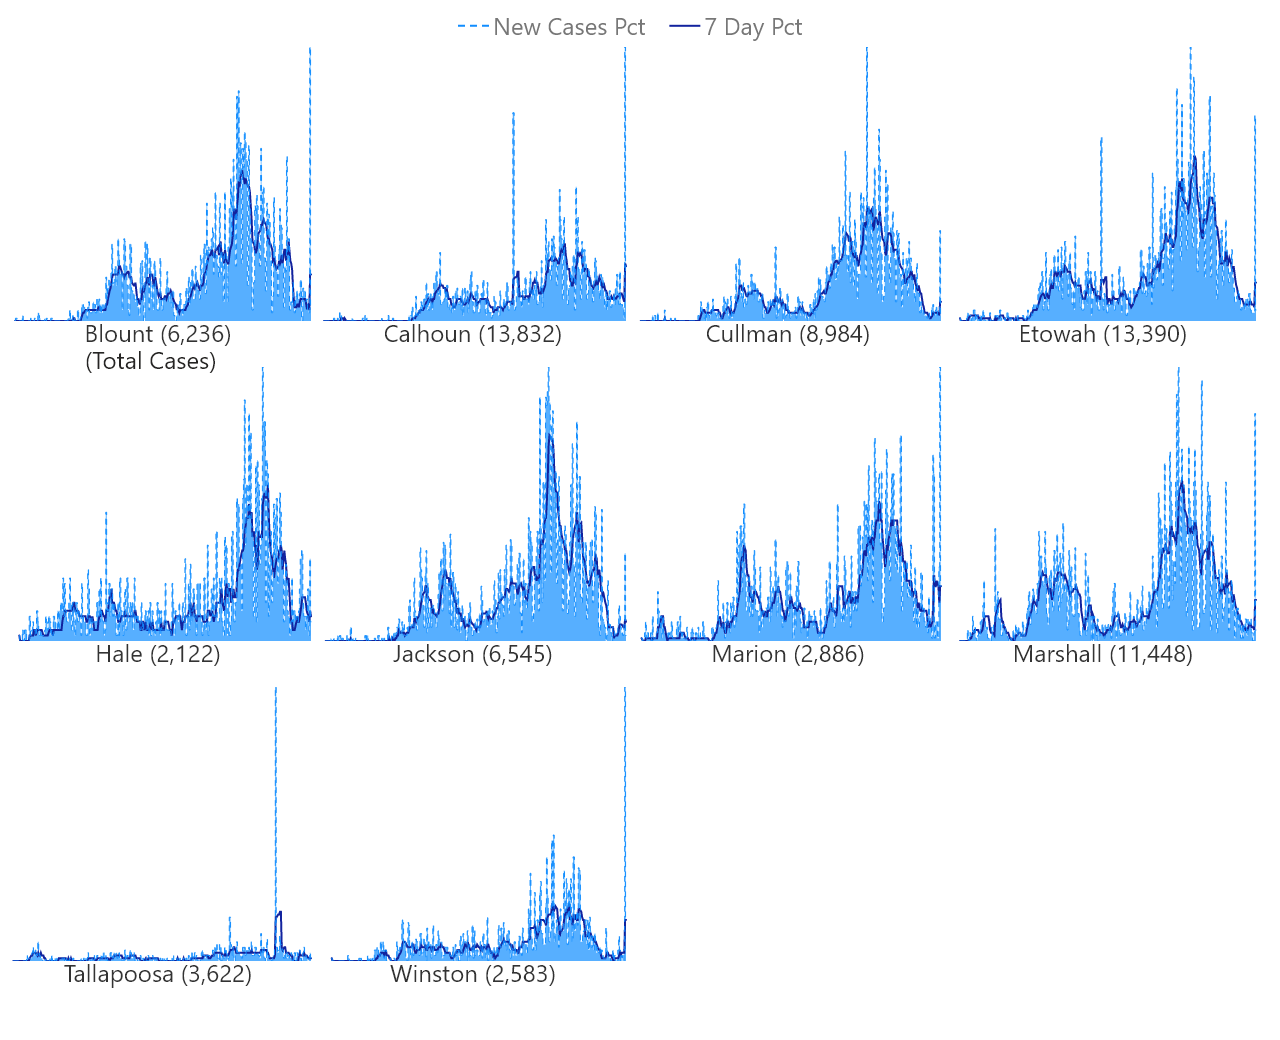 New Cases Pct 7 Day Pct
Blount (6,236) Calhoun (13,832) Cullman (8,984) Etowah (13,390)
(Total Cases)
Hale (2,122) Jackson (6,545) Marion (2,886) Marshall (11,448)
Tallapoosa (3,622) Winston (2,583)